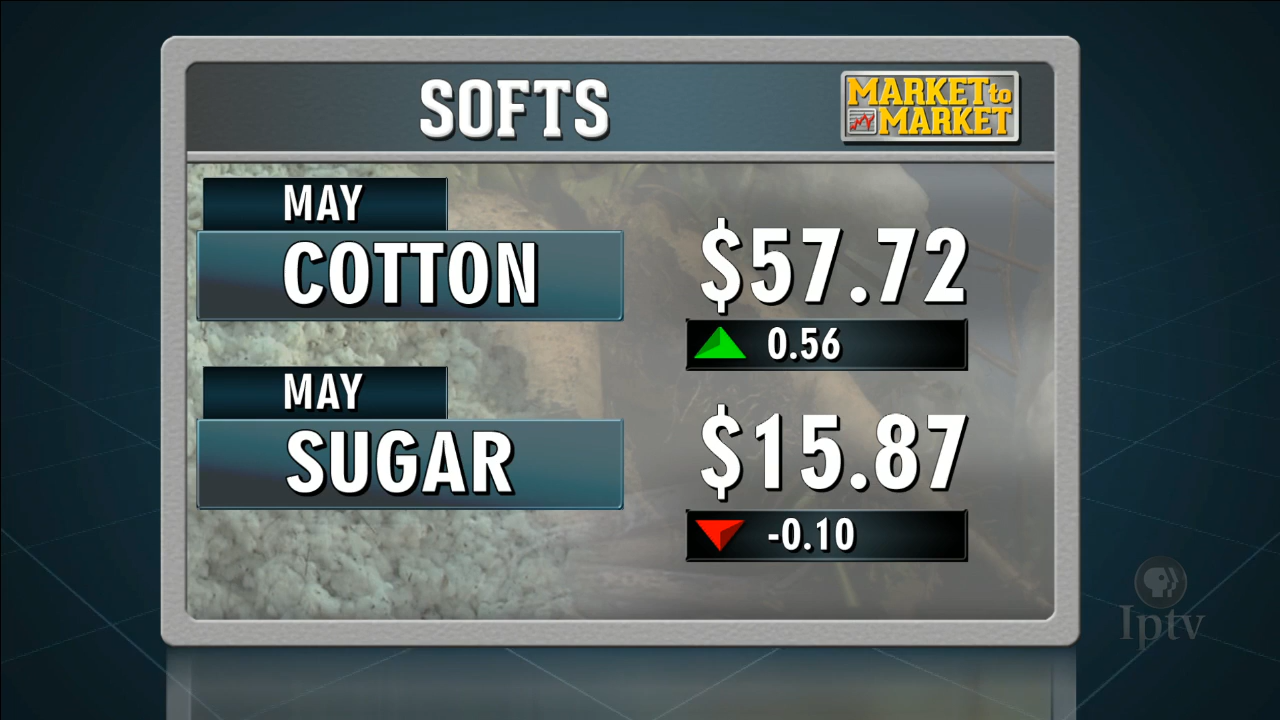 SOFTS
MARKET to
MARKET
MAY
COTTON
$57.72
0.56
MAY
SUGAR
$15.87
-0.10
Iptv